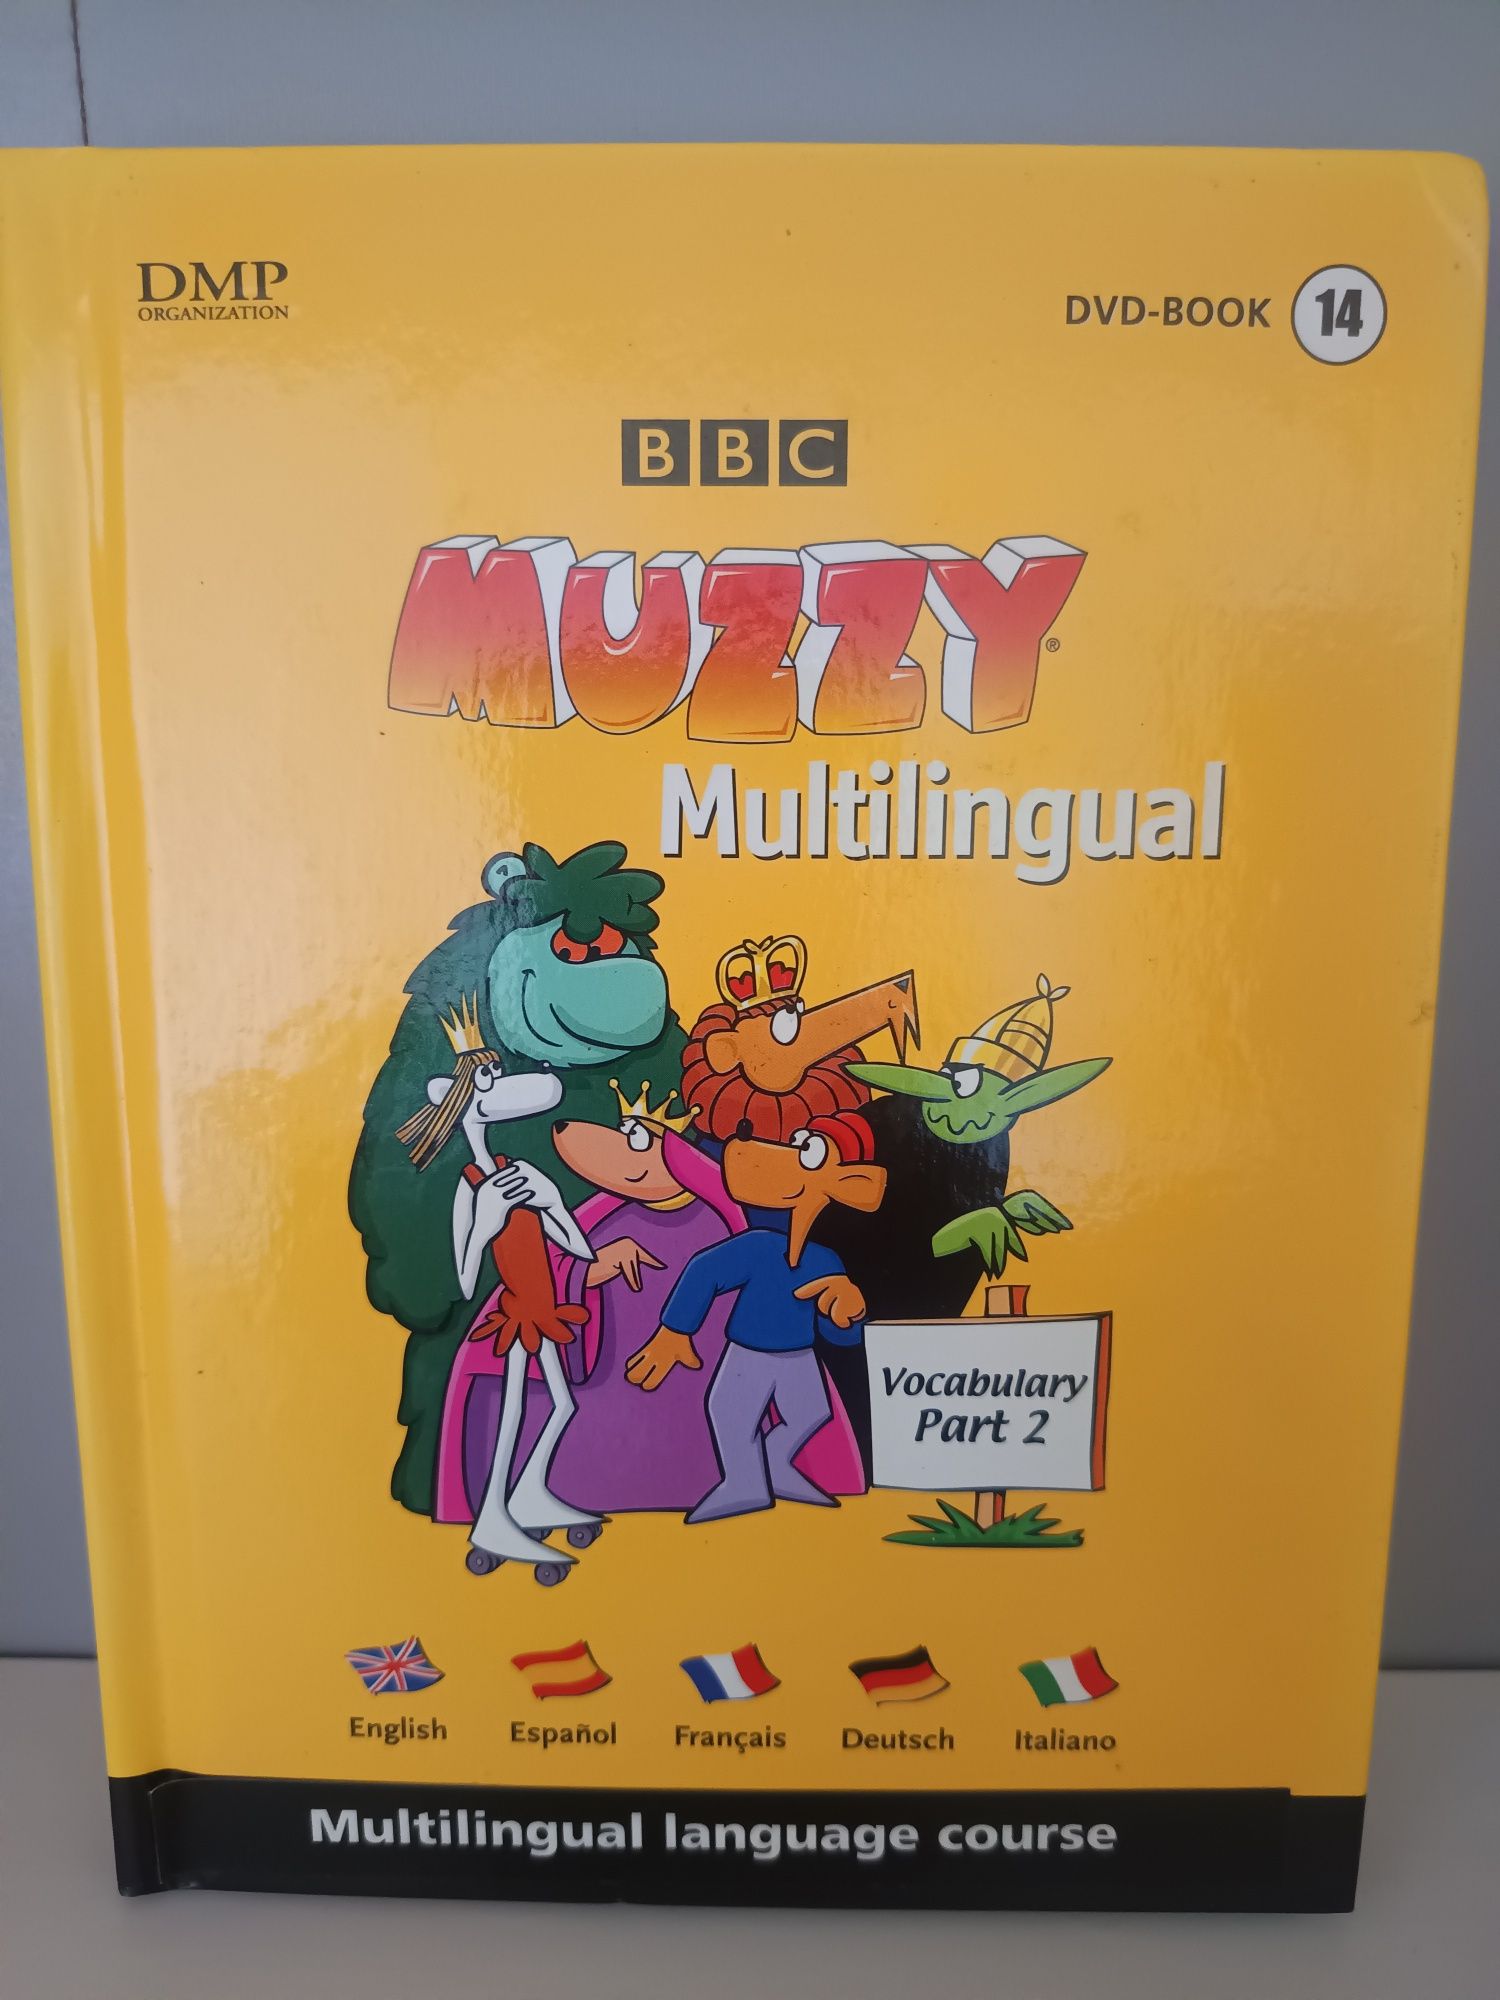 DMP
ORGANIZATION
DVD-BOOK 14
BBC
MUZZY®
Multilingual
Vocabulary
Part 2
English Español Français Deutsch Italiano
Multilingual language course